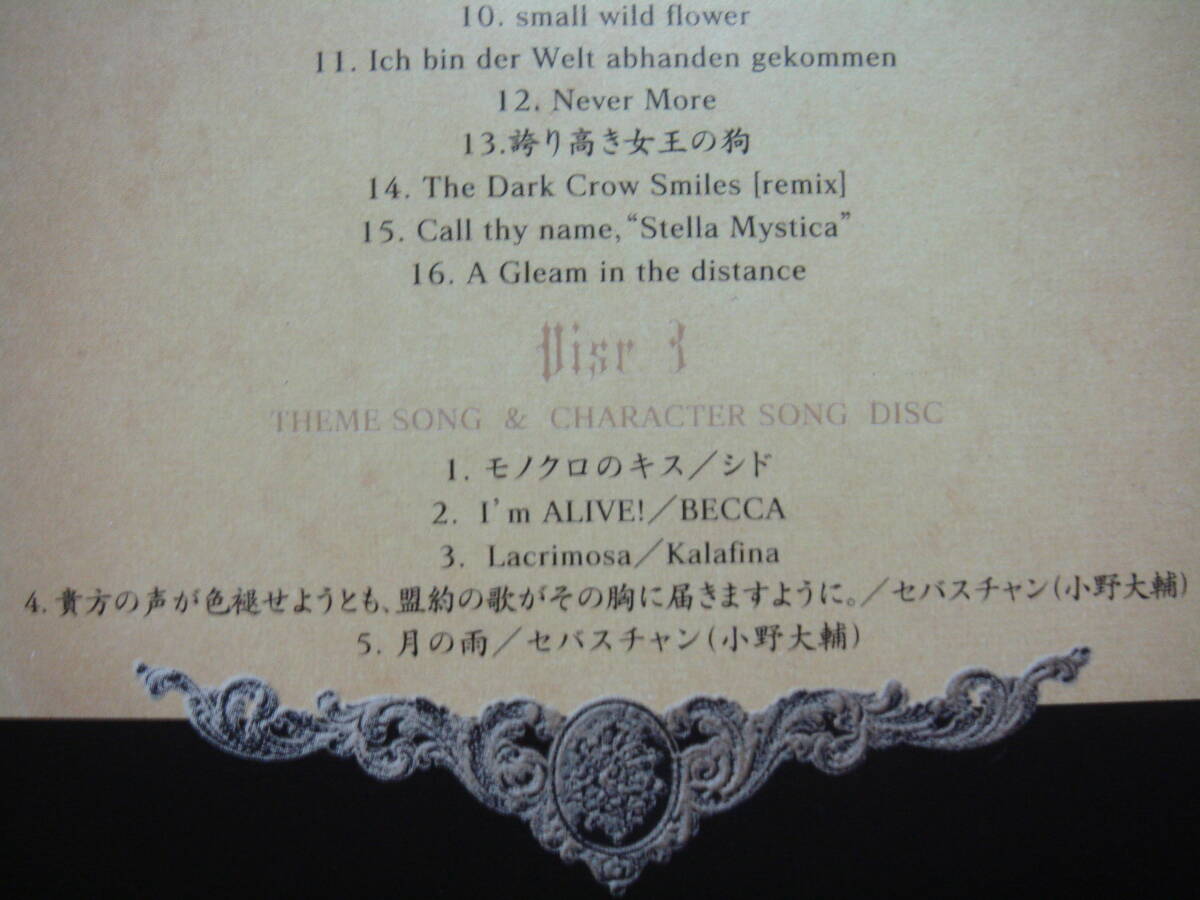 10. small wild flower
11. Ich bin der Welt abhanden gekommen
12. Never More
13.誇り高き女王の狗
14. The Dark Crow Smiles [remix]
15. Call thy name, “Stella Mystica”
16. A Gleam in the distance
Disc 3
THEME SONG & CHARACTER SONG DISC
1. モノクロのキス／シド
2. I'm ALIVE!／BECCA
3. Lacrimosa／Kalafina
4. 貴方の声が色褪せようとも、盟約の歌がその胸に届きますように。／セバスチャン(小野大輔)
5. 月の雨／セバスチャン(小野大輔)